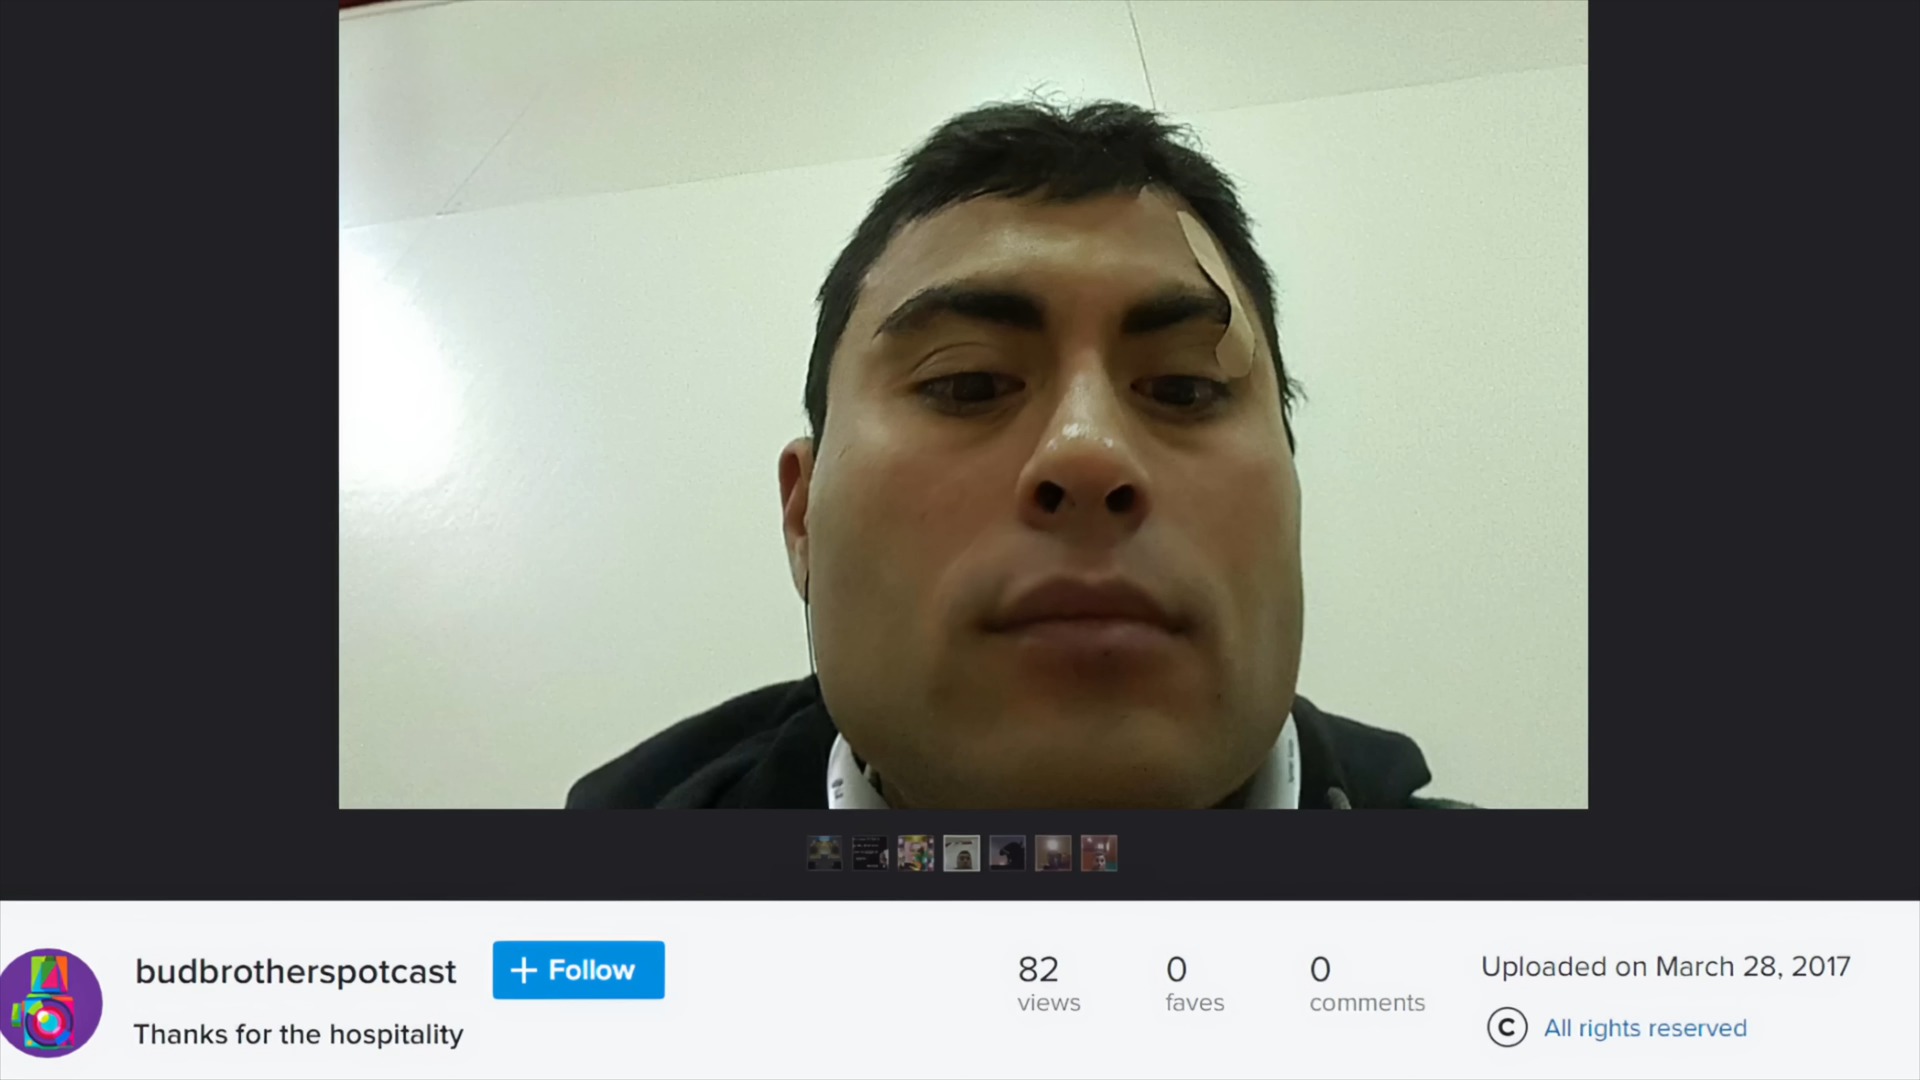 budbrotherspotcast
+ Follow
Thanks for the hospitality
82
views
0
faces
0
comments
Uploaded on March 28, 2017
All rights reserved